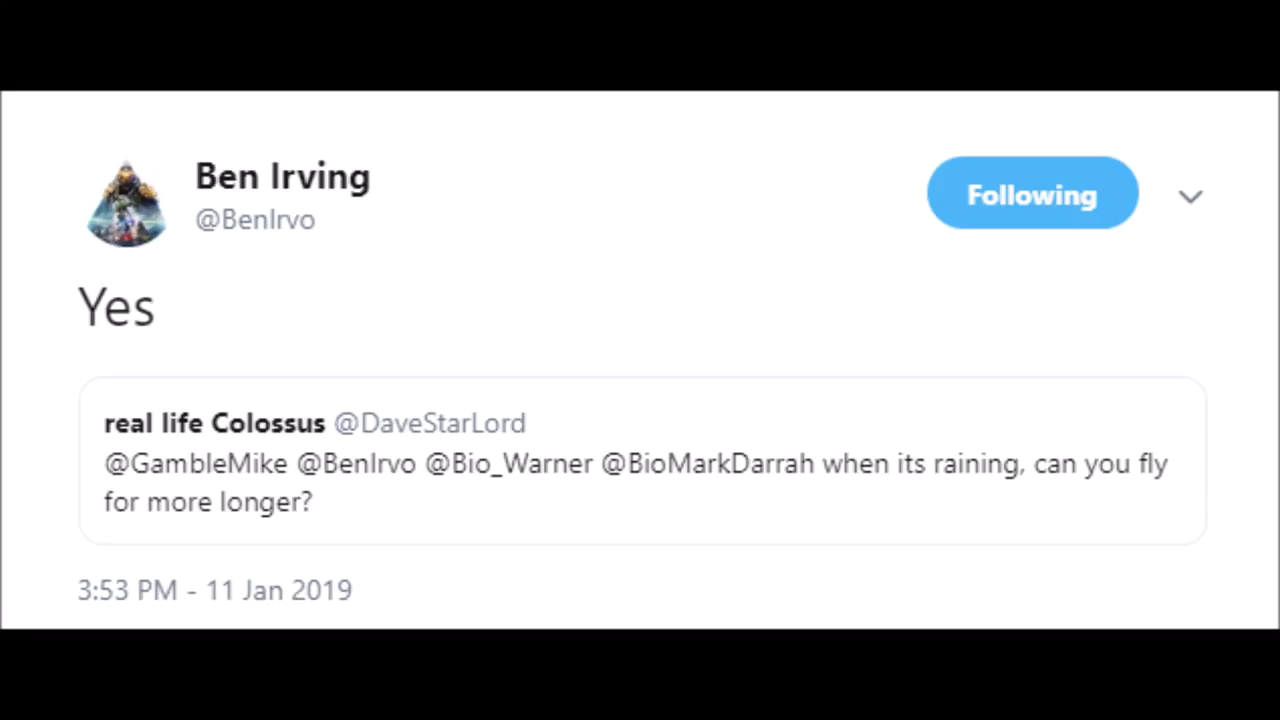 Ben Irving
@BenIrvo
Following
Yes
real life Colossus @DaveStarLord
@GambleMike @BenIrvo @Bio_Warner @BioMarkDarrah when its raining, can you fly
for more longer?
3:53 PM - 11 Jan 2019